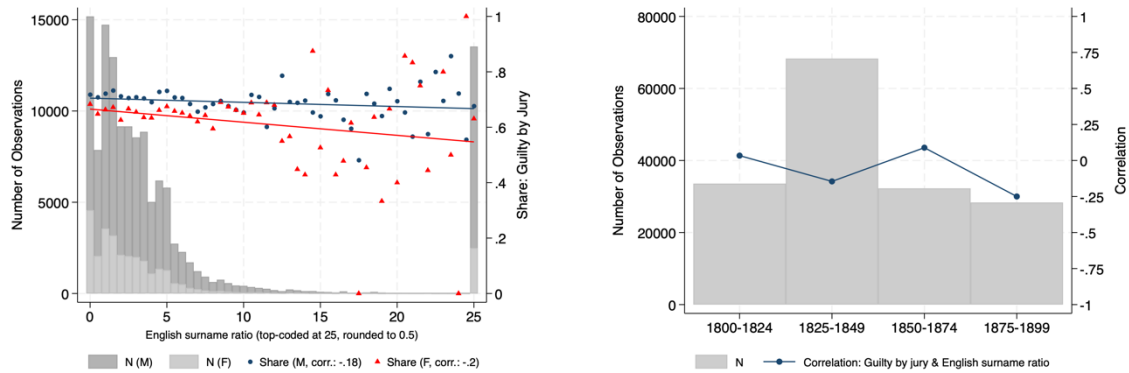 15000
10000
5000
0
Number of Observations
1
.8
.6
.4
.2
0
Share: Guilty by Jury
0 5 10 15 20 25
English surname ratio (top-coded at 25, rounded to 0.5)
N (M) N (F) Share (M, corr.: -.18) Share (F, corr.: -.2)
80000
60000
40000
20000
0
Number of Observations
1
.75
.5
.25
0
-.25
-.5
-.75
-1
Correlation
1800-1824 1825-1849 1850-1874 1875-1899
N Correlation: Guilty by jury & English surname ratio